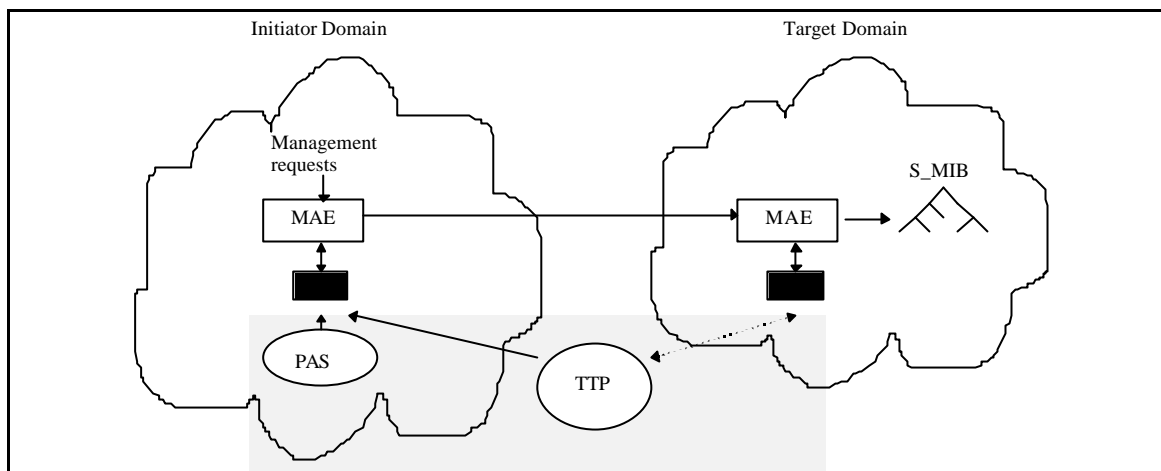 Initiator Domain
Target Domain
Management
requests
S_MIB
MAE
MAE
PAS
TTP